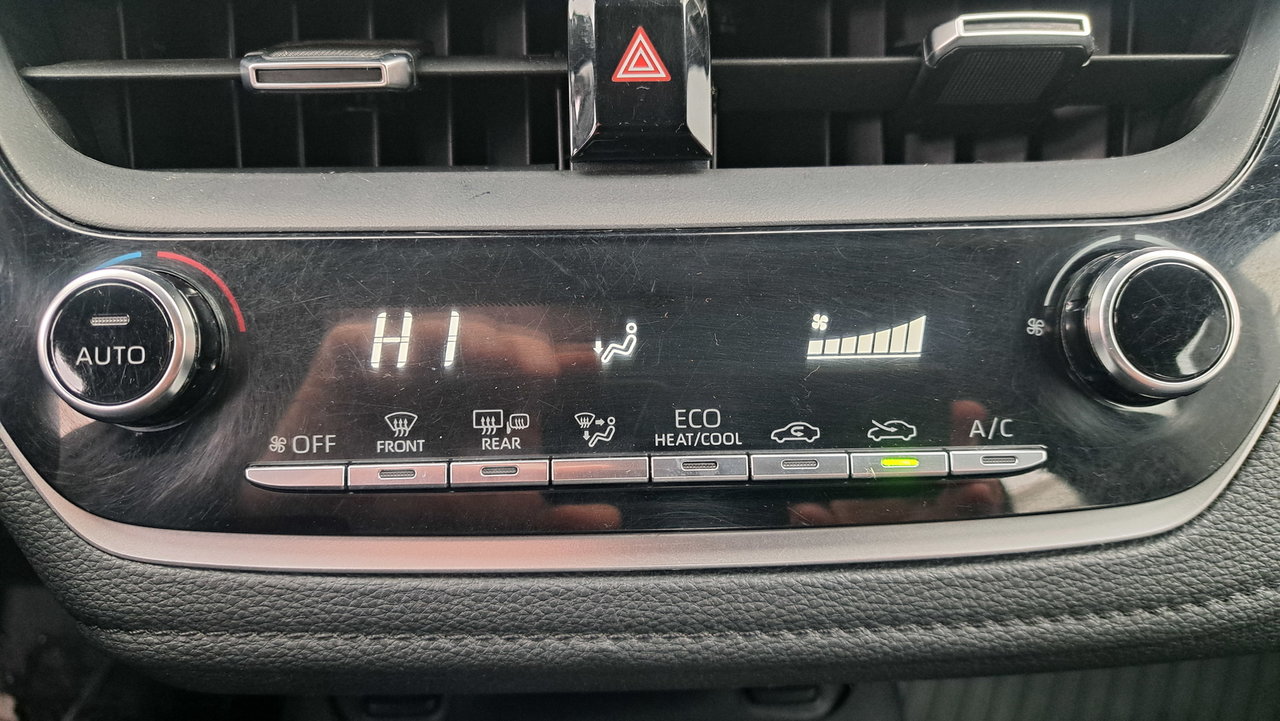 AUTO
HI
OFF
FRONT
REAR
ECO
HEAT/COOL
A/C